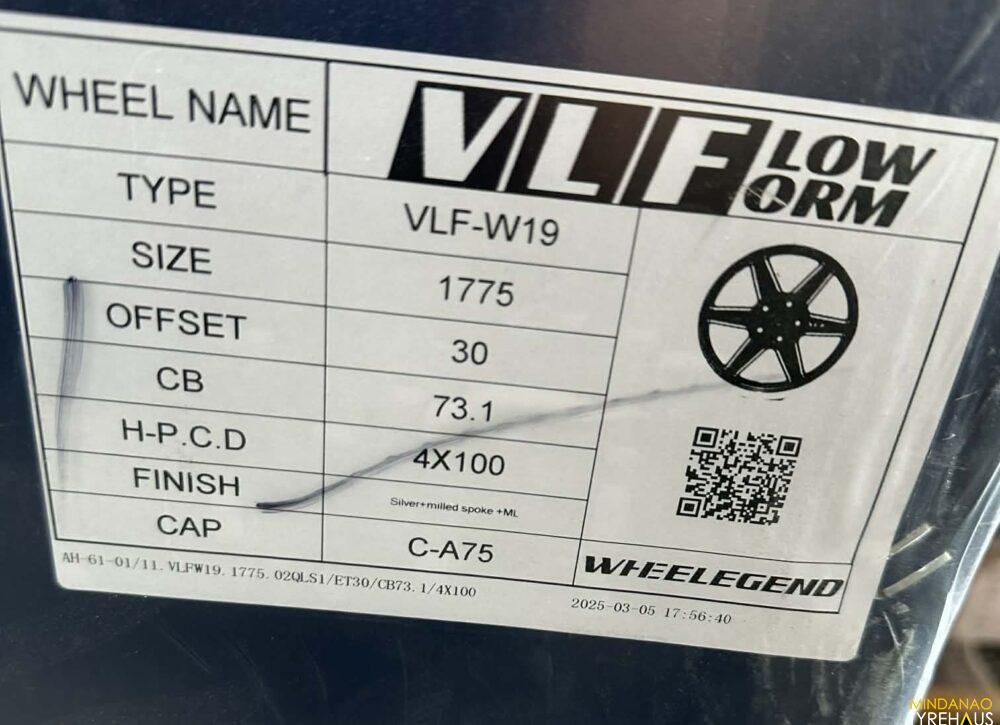 WHEEL NAME VLF LOW ORM
TYPE VLF-W19
SIZE 1775
OFFSET 30
CB 73.1
H-P.C.D 4X100
FINISH Silver+milled spoke +ML
CAP C-A75
WHEELEGEND
AH-61-01/11.VLFW19.1775.02QLS1/ET30/CB73.1/4X100
2025-03-05 17:56:40
MINDANAO
YREHAUS